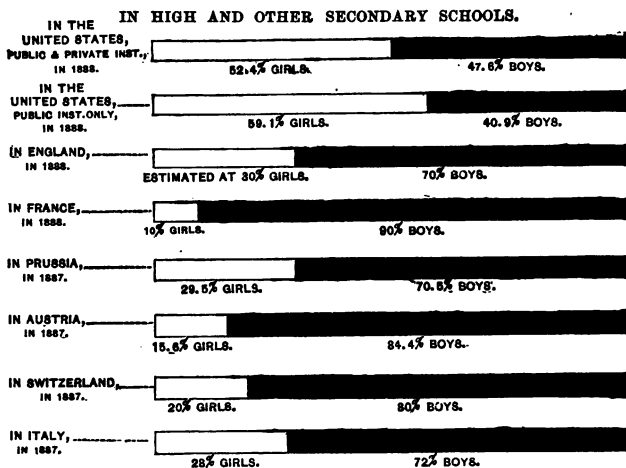 IN HIGH AND OTHER SECONDARY SCHOOLS.
IN THE
UNITED STATES,
PUBLIC & PRIVATE INST.,
IN 1888.
52.4% GIRLS.
47.6% BOYS.
IN THE
UNITED STATES,
PUBLIC INST. ONLY,
IN 1888.
59.1% GIRLS.
40.9% BOYS.
IN ENGLAND,
IN 1888.
ESTIMATED AT 30% GIRLS.
70% BOYS.
IN FRANCE,
IN 1888.
10% GIRLS.
90% BOYS.
IN PRUSSIA,
IN 1887.
29.5% GIRLS.
70.5% BOYS.
IN AUSTRIA,
IN 1887.
15.6% GIRLS.
84.4% BOYS.
IN SWITZERLAND,
IN 1887.
20% GIRLS.
80% BOYS.
IN ITALY,
IN 1887.
28% GIRLS.
72% BOYS.